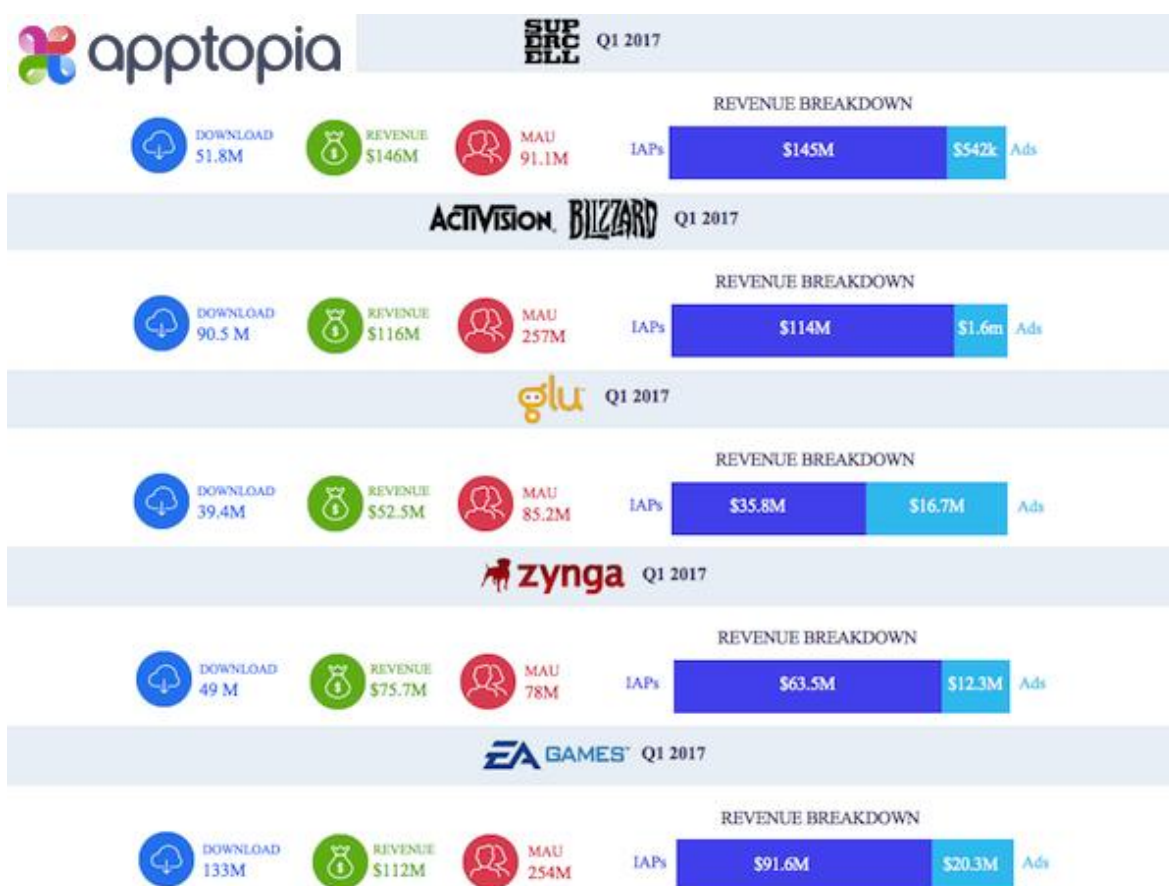 apptopia
SUPERCELL Q1 2017
REVENUE BREAKDOWN
DOWNLOAD
51.8M
REVENUE
$146M
MAU
91.1M
IAPs $145M $542k Ads
ACTIVISION BLIZZARD Q1 2017
REVENUE BREAKDOWN
DOWNLOAD
90.5 M
REVENUE
$116M
MAU
257M
IAPs $114M $1.6m Ads
glu Q1 2017
REVENUE BREAKDOWN
DOWNLOAD
39.4M
REVENUE
$52.5M
MAU
85.2M
IAPs $35.8M $16.7M Ads
zynga Q1 2017
REVENUE BREAKDOWN
DOWNLOAD
49 M
REVENUE
$75.7M
MAU
78M
IAPs $63.5M $12.3M Ads
EA GAMES Q1 2017
REVENUE BREAKDOWN
DOWNLOAD
133M
REVENUE
$112M
MAU
254M
IAPs $91.6M $20.3M Ads